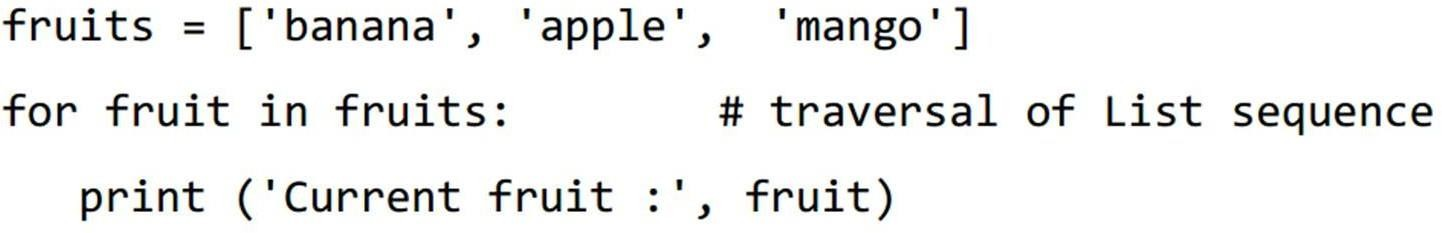 fruits = ['banana', 'apple',  'mango']
for fruit in fruits:        # traversal of List sequence
   print ('Current fruit :', fruit)